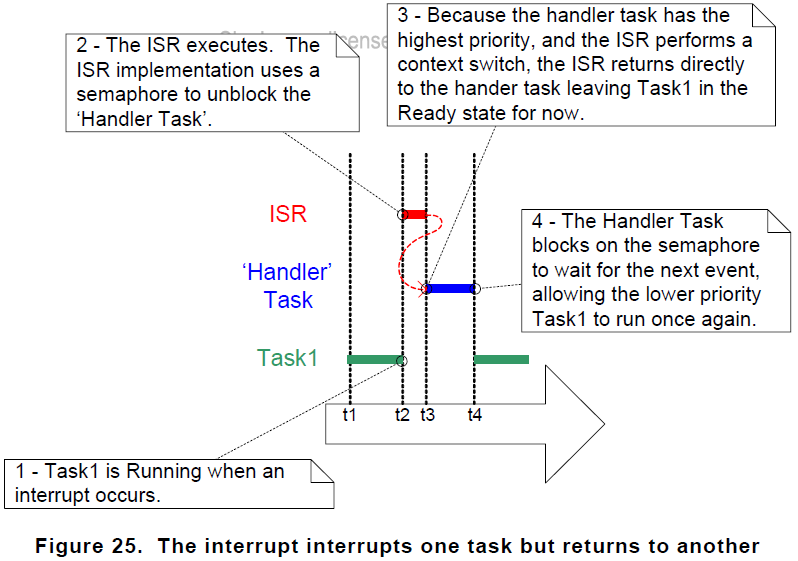 2 - The ISR executes.  The
ISR implementation uses a
semaphore to unblock the
‘Handler Task’.
3 - Because the handler task has the
highest priority, and the ISR performs a
context switch, the ISR returns directly
to the hander task leaving Task1 in the
Ready state for now.
ISR
‘Handler’
Task
4 - The Handler Task
blocks on the semaphore
to wait for the next event,
allowing the lower priority
Task1 to run once again.
Task1
t1
t2
t3
t4
1 - Task1 is Running when an
interrupt occurs.
Figure 25.  The interrupt interrupts one task but returns to another